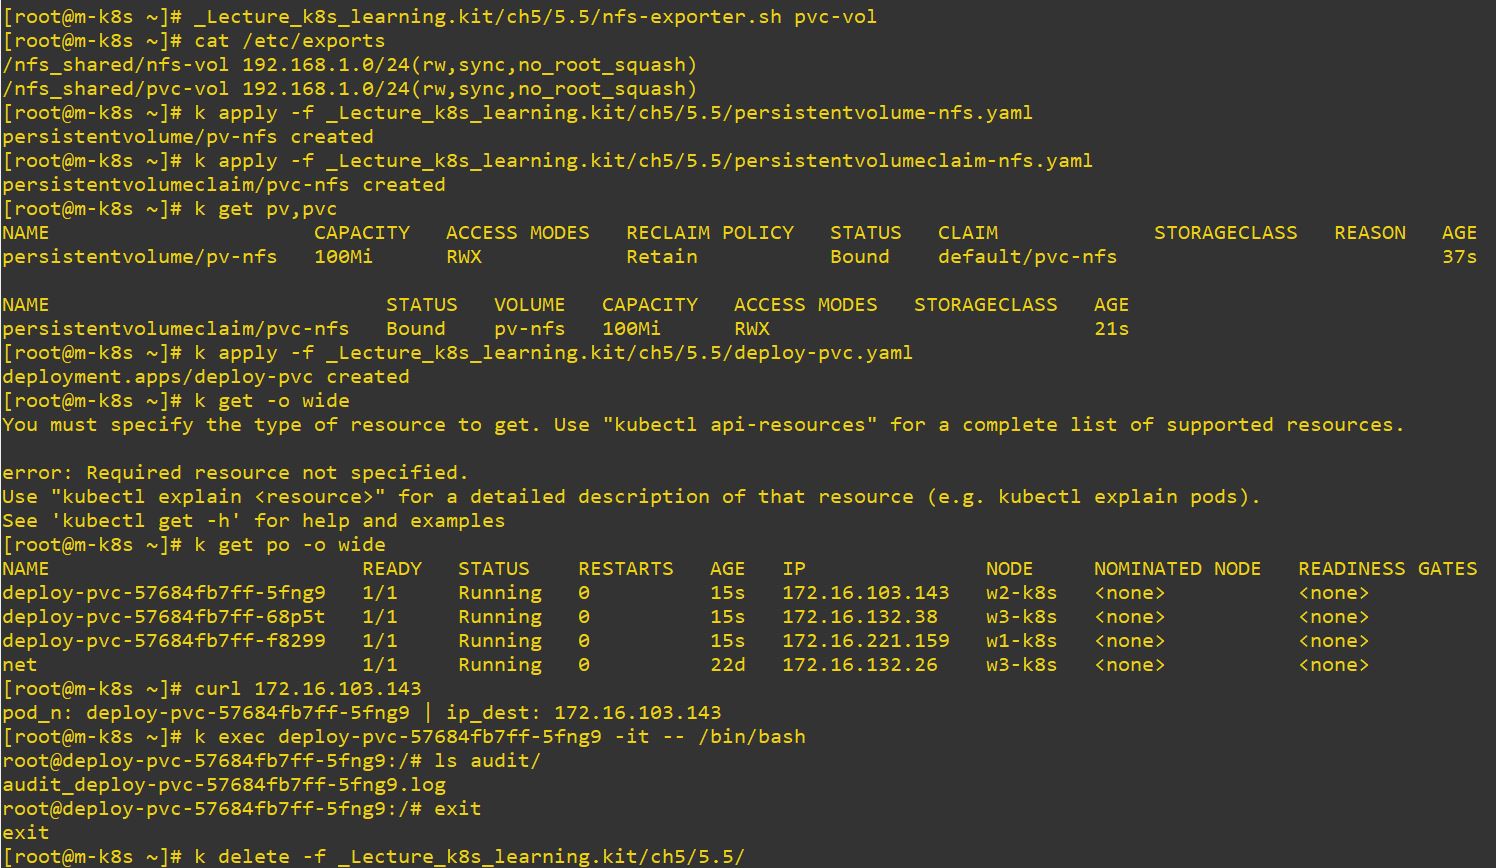 [root@m-k8s ~]# _Lecture_k8s_learning.kit/ch5/5.5/nfs-exporter.sh pvc-vol
[root@m-k8s ~]# cat /etc/exports
/nfs_shared/nfs-vol 192.168.1.0/24(rw,sync,no_root_squash)
/nfs_shared/pvc-vol 192.168.1.0/24(rw,sync,no_root_squash)
[root@m-k8s ~]# k apply -f _Lecture_k8s_learning.kit/ch5/5.5/persistentvolume-nfs.yaml
persistentvolume/pv-nfs created
[root@m-k8s ~]# k apply -f _Lecture_k8s_learning.kit/ch5/5.5/persistentvolumeclaim-nfs.yaml
persistentvolumeclaim/pvc-nfs created
[root@m-k8s ~]# k get pv,pvc
NAME                      CAPACITY   ACCESS MODES   RECLAIM POLICY   STATUS   CLAIM             STORAGECLASS   REASON   AGE
persistentvolume/pv-nfs   100Mi      RWX            Retain           Bound    default/pvc-nfs                           37s

NAME                            STATUS   VOLUME   CAPACITY   ACCESS MODES   STORAGECLASS   AGE
persistentvolumeclaim/pvc-nfs   Bound    pv-nfs   100Mi      RWX                           21s
[root@m-k8s ~]# k apply -f _Lecture_k8s_learning.kit/ch5/5.5/deploy-pvc.yaml
deployment.apps/deploy-pvc created
[root@m-k8s ~]# k get -o wide
You must specify the type of resource to get. Use "kubectl api-resources" for a complete list of supported resources.

error: Required resource not specified.
Use "kubectl explain <resource>" for a detailed description of that resource (e.g. kubectl explain pods).
See 'kubectl get -h' for help and examples
[root@m-k8s ~]# k get po -o wide
NAME                          READY   STATUS    RESTARTS   AGE   IP               NODE     NOMINATED NODE   READINESS GATES
deploy-pvc-57684fb7ff-5fng9   1/1     Running   0          15s   172.16.103.143   w2-k8s   <none>           <none>
deploy-pvc-57684fb7ff-68p5t   1/1     Running   0          15s   172.16.132.38    w3-k8s   <none>           <none>
deploy-pvc-57684fb7ff-f8299   1/1     Running   0          15s   172.16.221.159   w1-k8s   <none>           <none>
net                           1/1     Running   0          22d   172.16.132.26    w3-k8s   <none>           <none>
[root@m-k8s ~]# curl 172.16.103.143
pod_n: deploy-pvc-57684fb7ff-5fng9 | ip_dest: 172.16.103.143
[root@m-k8s ~]# k exec deploy-pvc-57684fb7ff-5fng9 -it -- /bin/bash
root@deploy-pvc-57684fb7ff-5fng9:/# ls audit/
audit_deploy-pvc-57684fb7ff-5fng9.log
root@deploy-pvc-57684fb7ff-5fng9:/# exit
exit
[root@m-k8s ~]# k delete -f _Lecture_k8s_learning.kit/ch5/5.5/